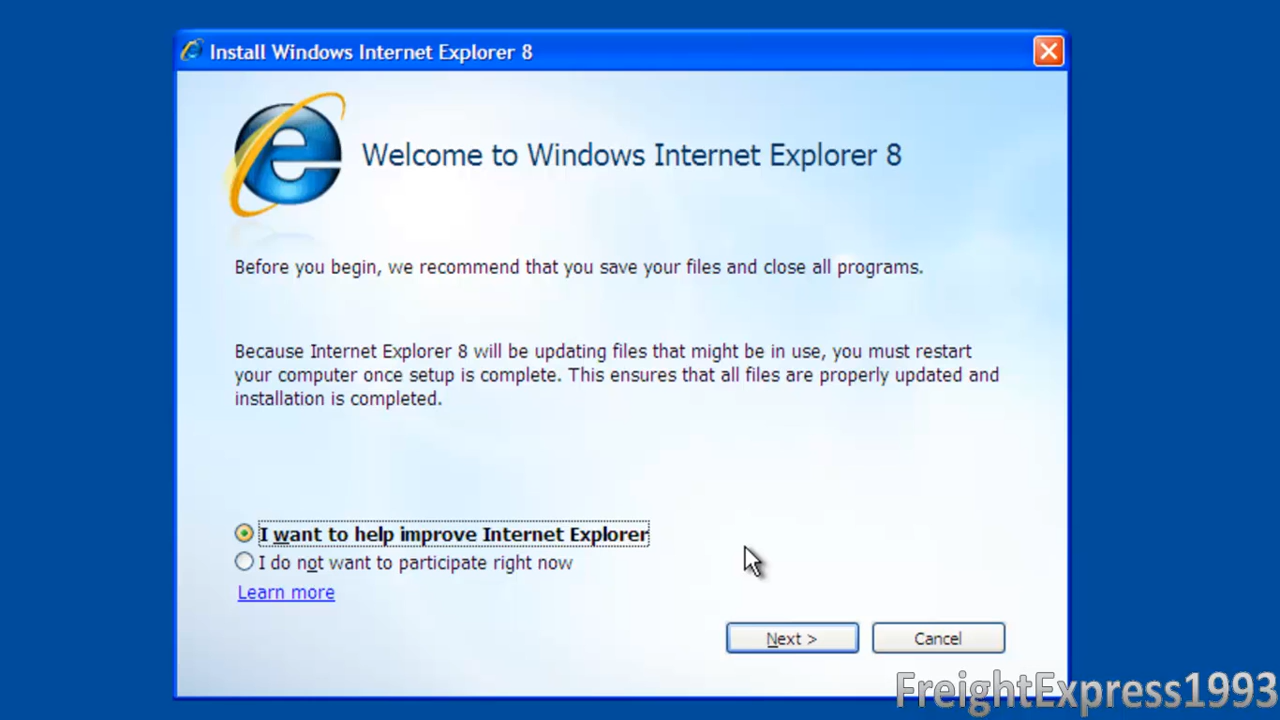 Install Windows Internet Explorer 8
Welcome to Windows Internet Explorer 8
Before you begin, we recommend that you save your files and close all programs.
Because Internet Explorer 8 will be updating files that might be in use, you must restart
your computer once setup is complete. This ensures that all files are properly updated and
installation is completed.
I want to help improve Internet Explorer
I do not want to participate right now
Learn more
Next > Cancel
FreightExpress1993